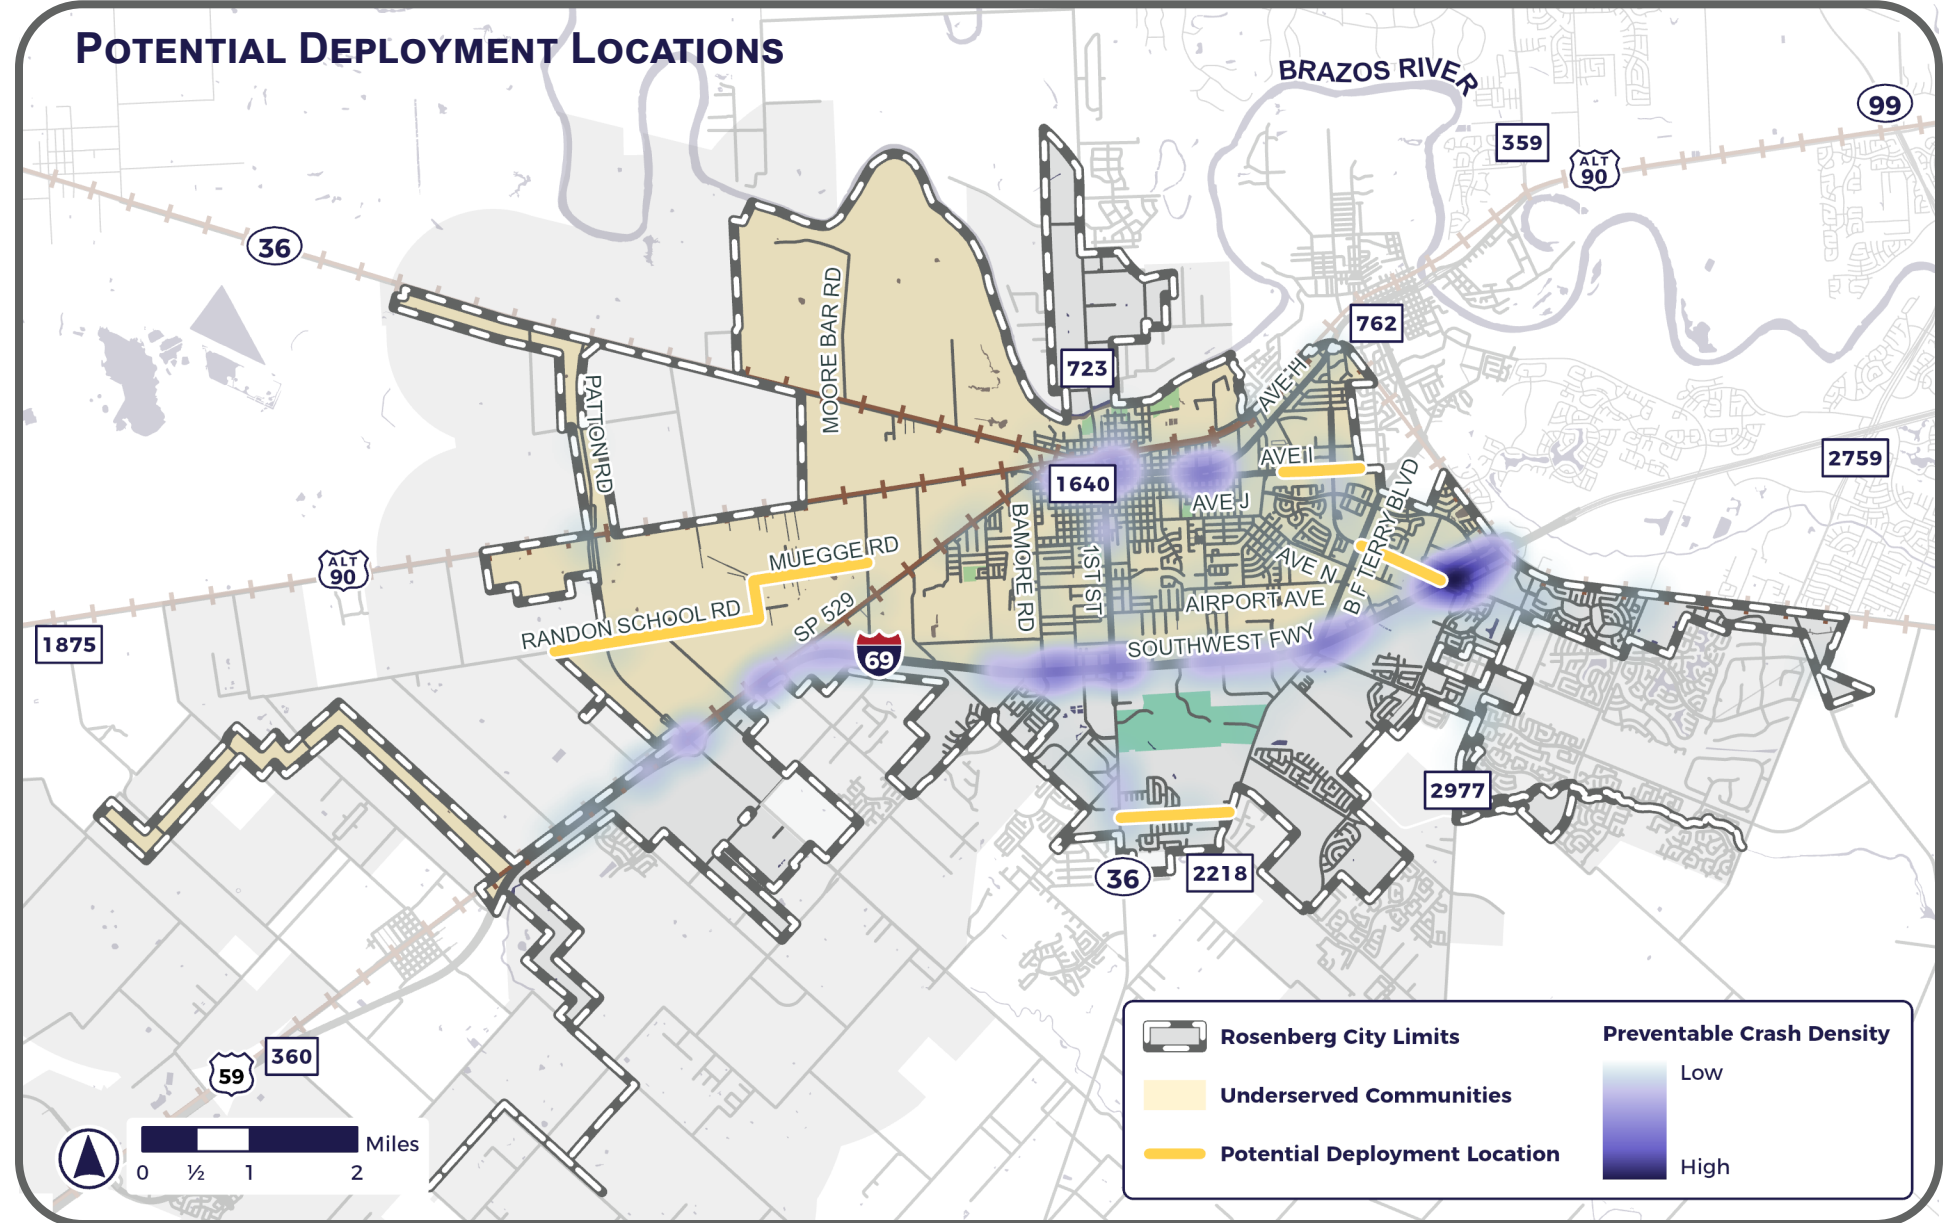 POTENTIAL DEPLOYMENT LOCATIONS
BRAZOS RIVER
99
359
ALT
90
36
762
723
MOORE BAR RD
PATTON RD
AVE H
AVE I
2759
1640
AVE J
BAMORE RD
1ST ST
AVE N
B F TERRY BLVD
ALT
90
MUEGGE RD
RANDON SCHOOL RD
SP 529
AIRPORT AVE
SOUTHWEST FWY
1875
69
2977
36
2218
360
59
Miles
0 ½ 1 2
Rosenberg City Limits
Underserved Communities
Potential Deployment Location
Preventable Crash Density
Low
High